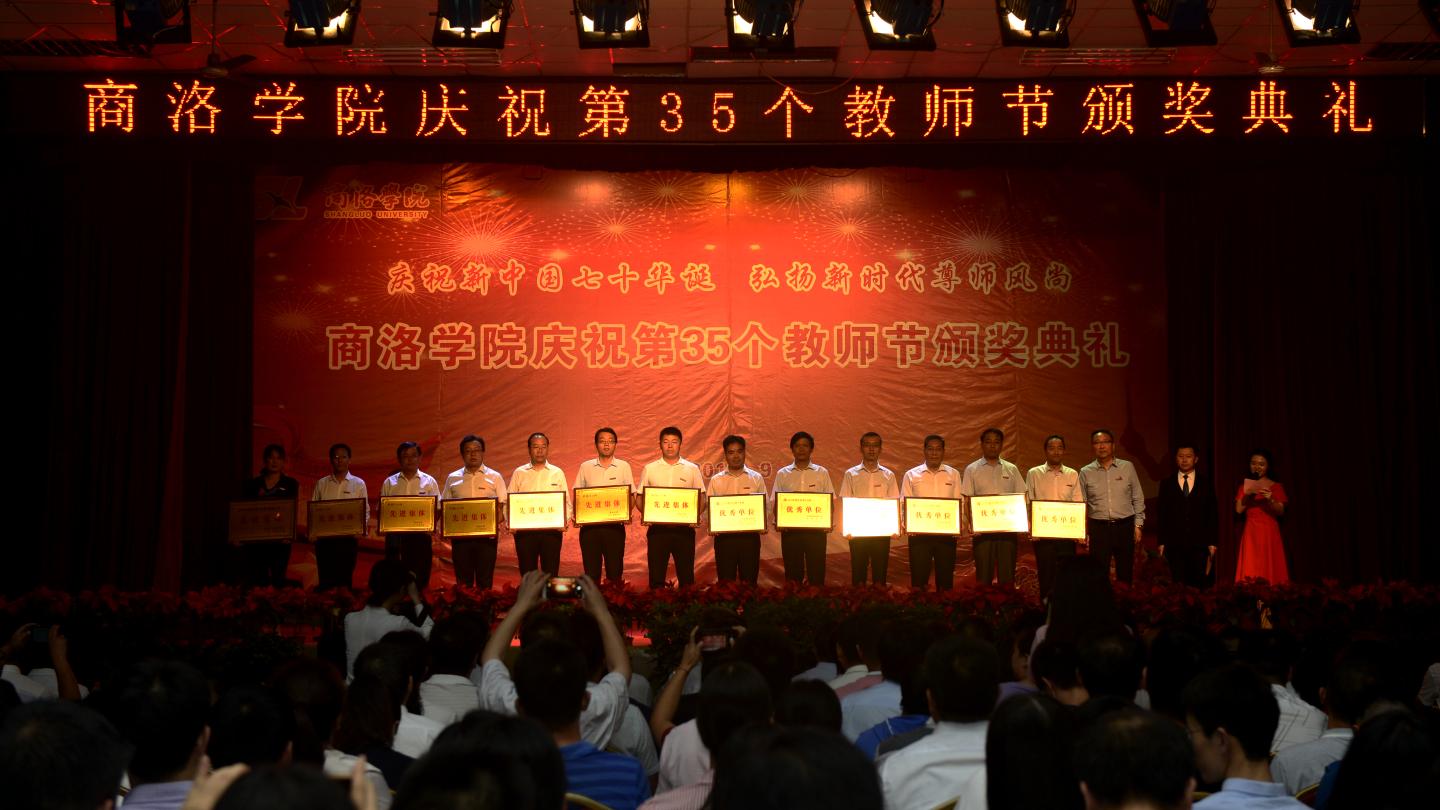 商洛学院庆祝第35个教师节颁奖典礼
商洛學院
SHANGLUO UNIVERSITY
庆祝新中国七十华诞 弘扬新时代尊师风尚
商洛学院庆祝第35个教师节颁奖典礼
先进集体
先进集体
先进集体
先进集体
先进集体
先进集体
优秀单位
优秀单位
优秀单位
优秀单位
优秀单位